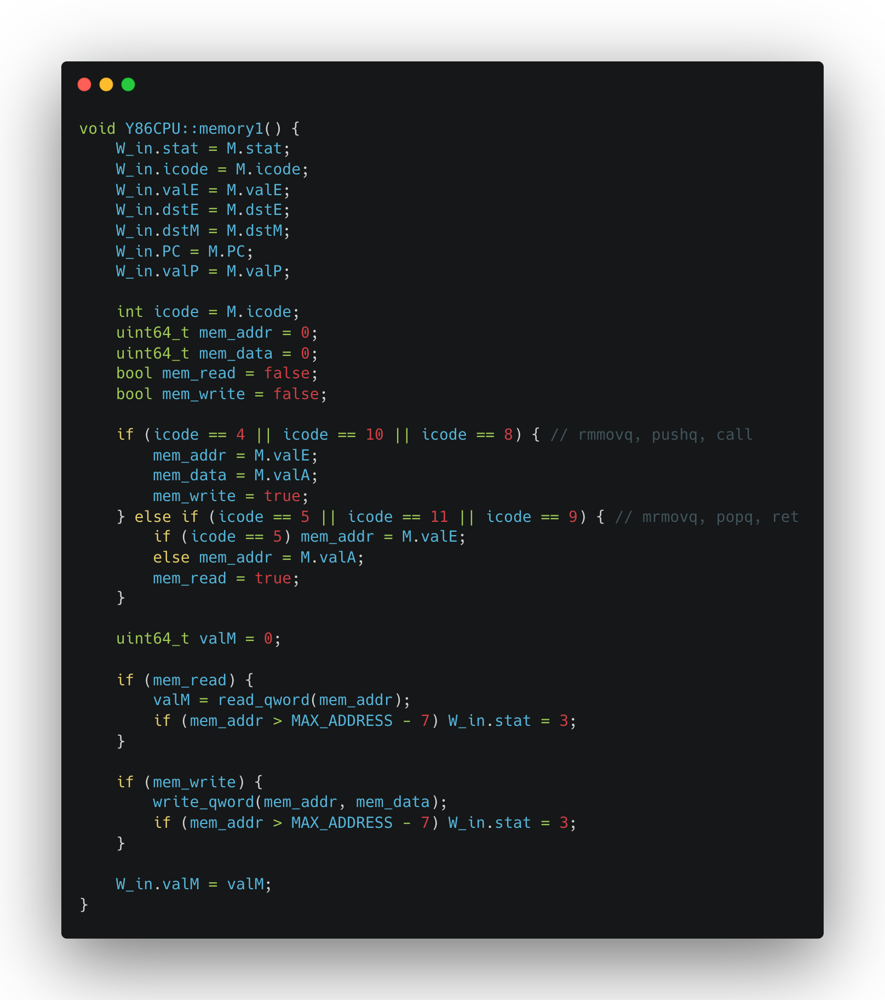 void Y86CPU::memory1() {
    W_in.stat = M.stat;
    W_in.icode = M.icode;
    W_in.valE = M.valE;
    W_in.dstE = M.dstE;
    W_in.dstM = M.dstM;
    W_in.PC = M.PC;
    W_in.valP = M.valP;

    int icode = M.icode;
    uint64_t mem_addr = 0;
    uint64_t mem_data = 0;
    bool mem_read = false;
    bool mem_write = false;

    if (icode == 4 || icode == 10 || icode == 8) { // rmmovq, pushq, call
        mem_addr = M.valE;
        mem_data = M.valA;
        mem_write = true;
    } else if (icode == 5 || icode == 11 || icode == 9) { // mrmovq, popq, ret
        if (icode == 5) mem_addr = M.valE;
        else mem_addr = M.valA;
        mem_read = true;
    }

    uint64_t valM = 0;

    if (mem_read) {
        valM = read_qword(mem_addr);
        if (mem_addr > MAX_ADDRESS - 7) W_in.stat = 3;
    }

    if (mem_write) {
        write_qword(mem_addr, mem_data);
        if (mem_addr > MAX_ADDRESS - 7) W_in.stat = 3;
    }

    W_in.valM = valM;
}